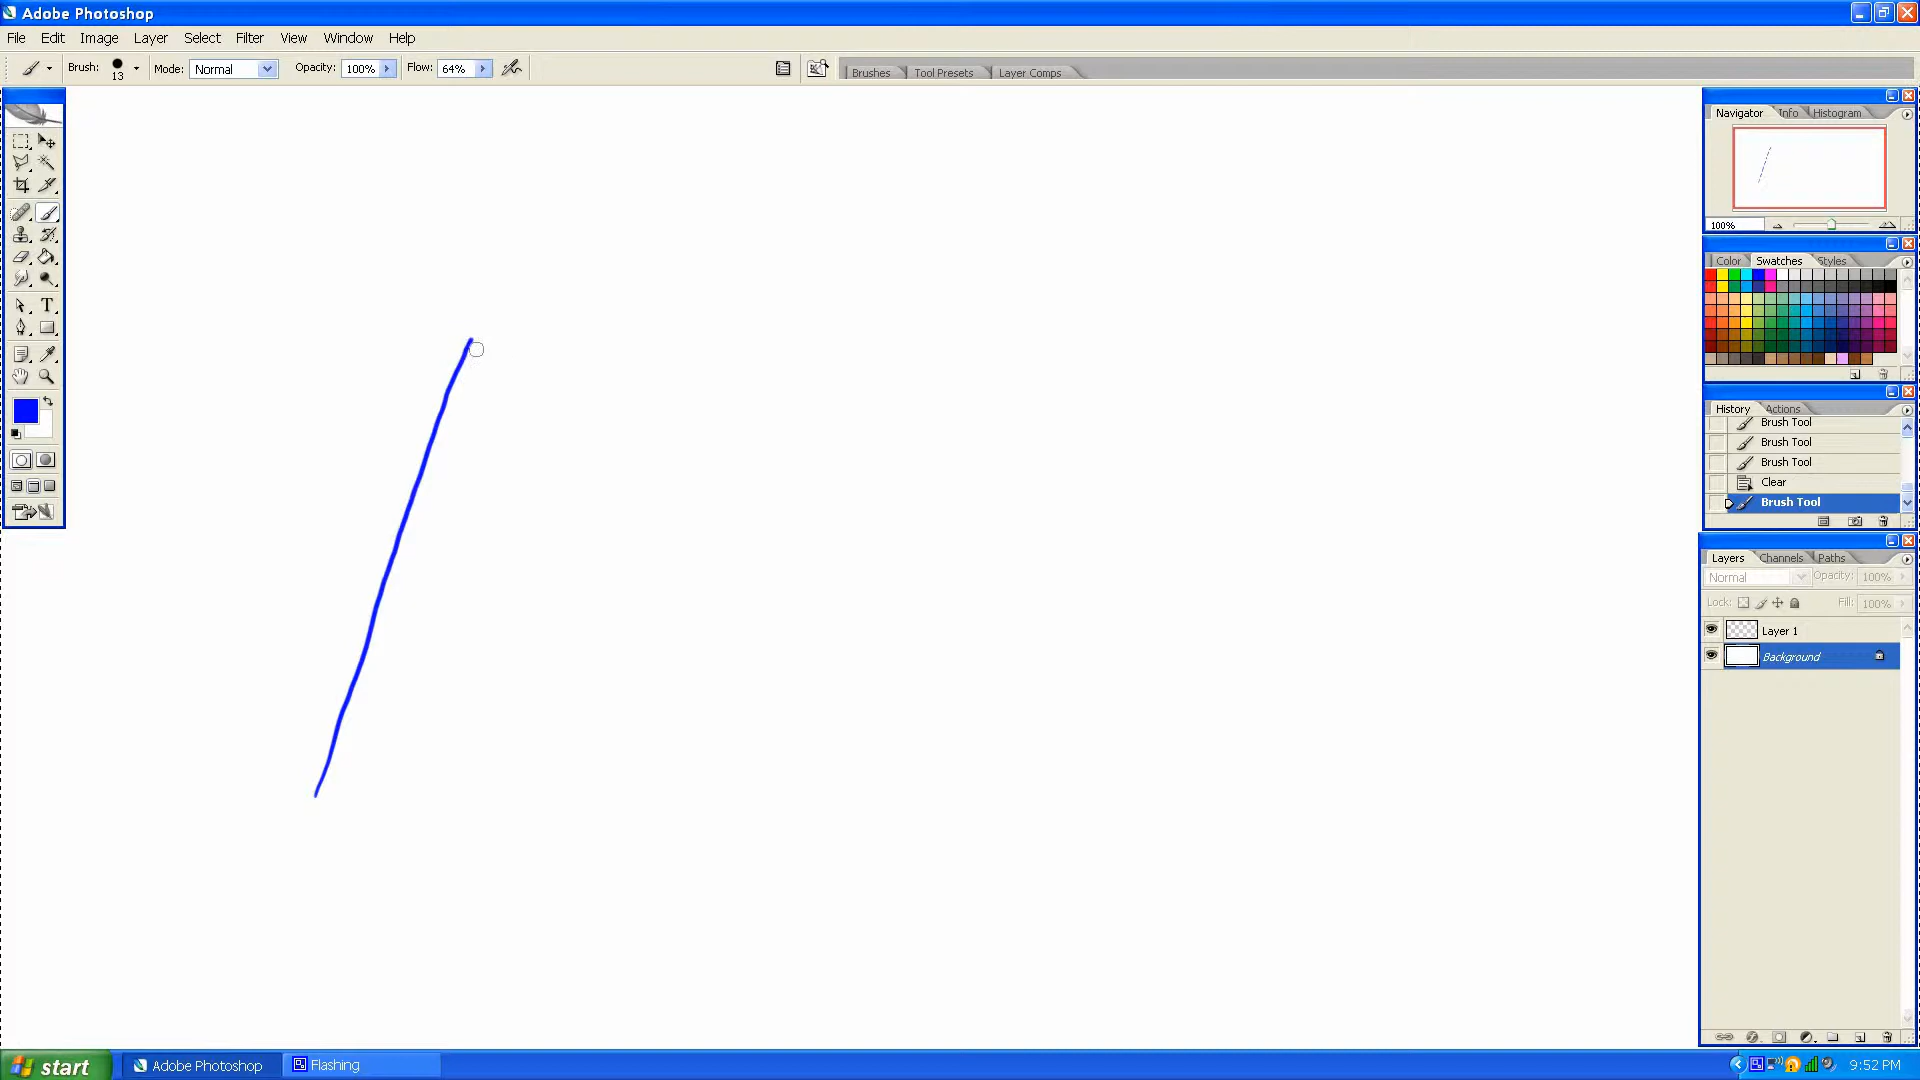 Adobe Photoshop
File Edit Image Layer Select Filter View Window Help
Brush: 13 Mode: Normal Opacity: 100% Flow: 64% Brushes Tool Presets Layer Comps
Navigator Info Histogram
100%
Color Swatches Styles
T
History Actions
Brush Tool
Brush Tool
Brush Tool
Clear
Brush Tool
Layers Channels Paths
Normal Opacity: 100%
Lock: Fill: 100%
Layer 1
Background
start Adobe Photoshop Flashing 9:52 PM